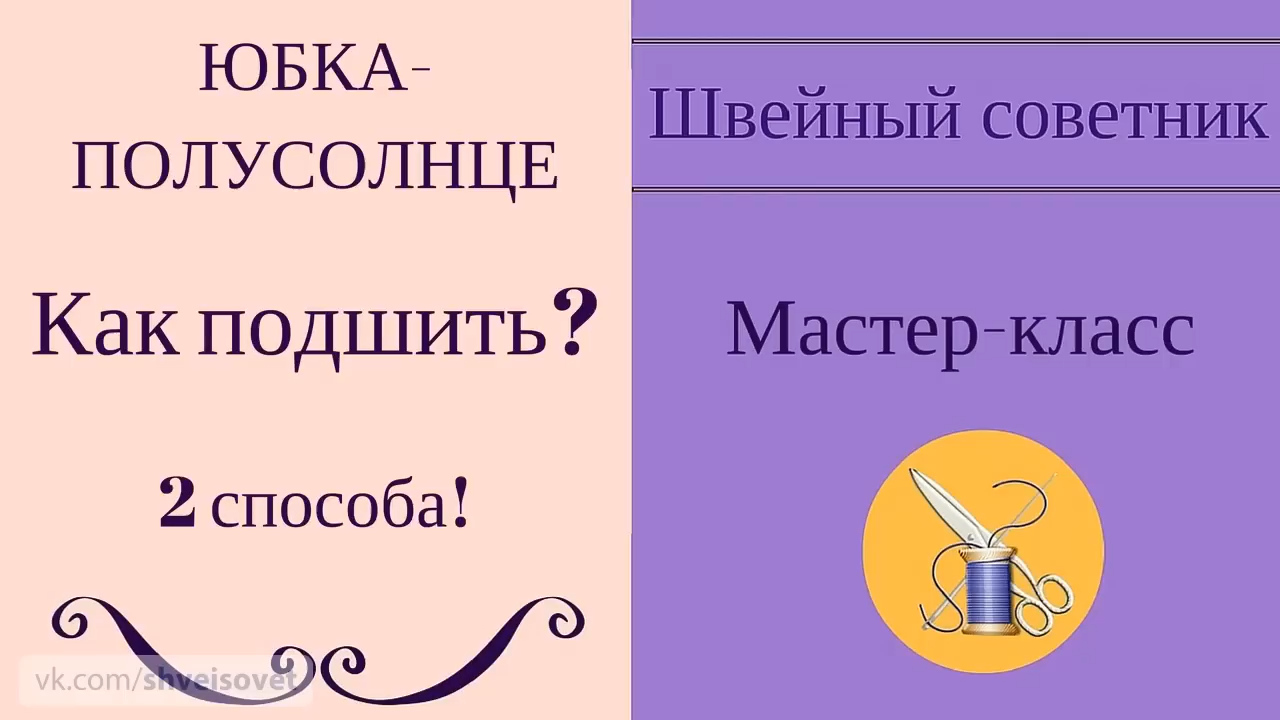 ЮБКА-
ПОЛУСОЛНЦЕ
Как подшить?
2 способа!
vk.com/shveisovet
Швейный советник
Мастер-класс